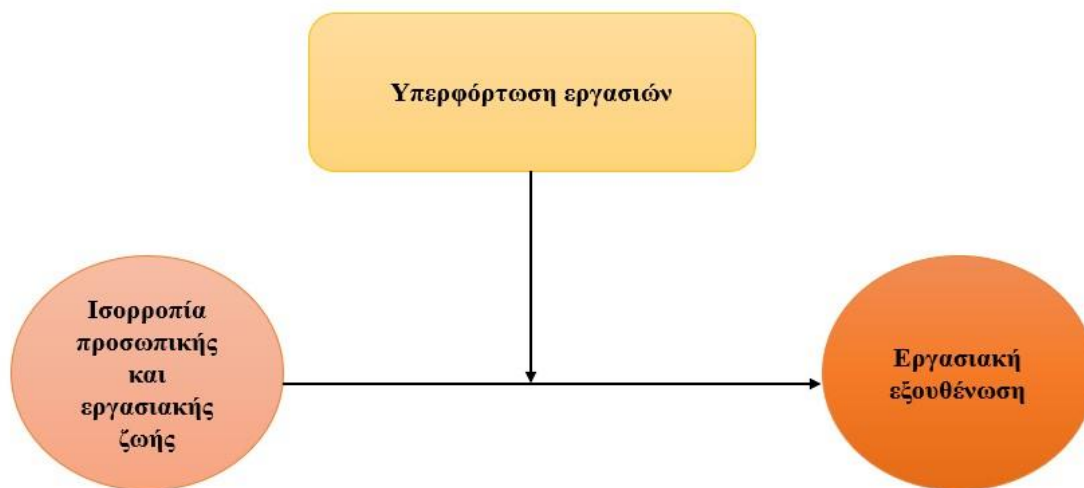 Υπερφόρτωση εργασιών
Ισορροπία
προσωπικής
και
εργασιακής
ζωής
Εργασιακή
εξουθένωση